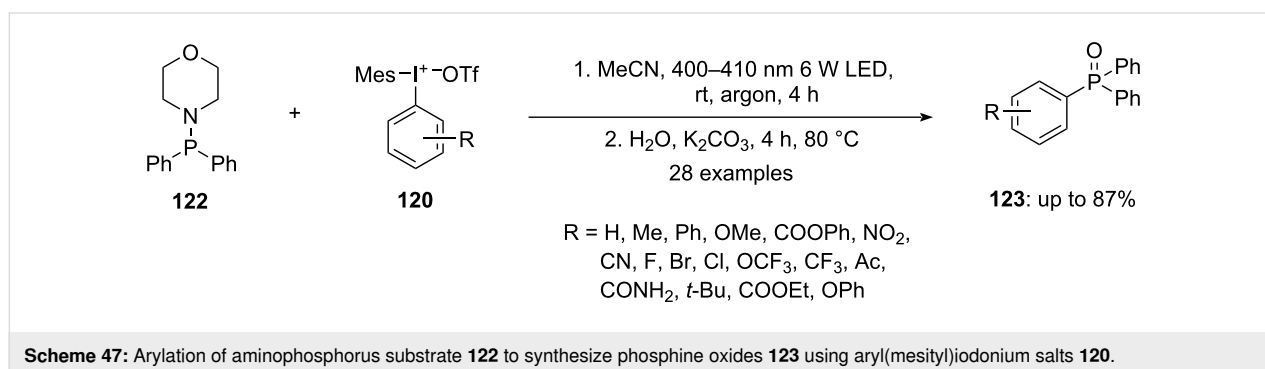 O
N
P
Ph Ph
122
+
Mes I⁺ ⁻OTf
R
120
1. MeCN, 400–410 nm 6 W LED,
rt, argon, 4 h
2. H₂O, K₂CO₃, 4 h, 80 °C
28 examples
R = H, Me, Ph, OMe, COOPh, NO₂,
CN, F, Br, Cl, OCF₃, CF₃, Ac,
CONH₂, t-Bu, COOEt, OPh
O
Ph
P
Ph
R
123: up to 87%
Scheme 47: Arylation of aminophosphorus substrate 122 to synthesize phosphine oxides 123 using aryl(mesityl)iodonium salts 120.